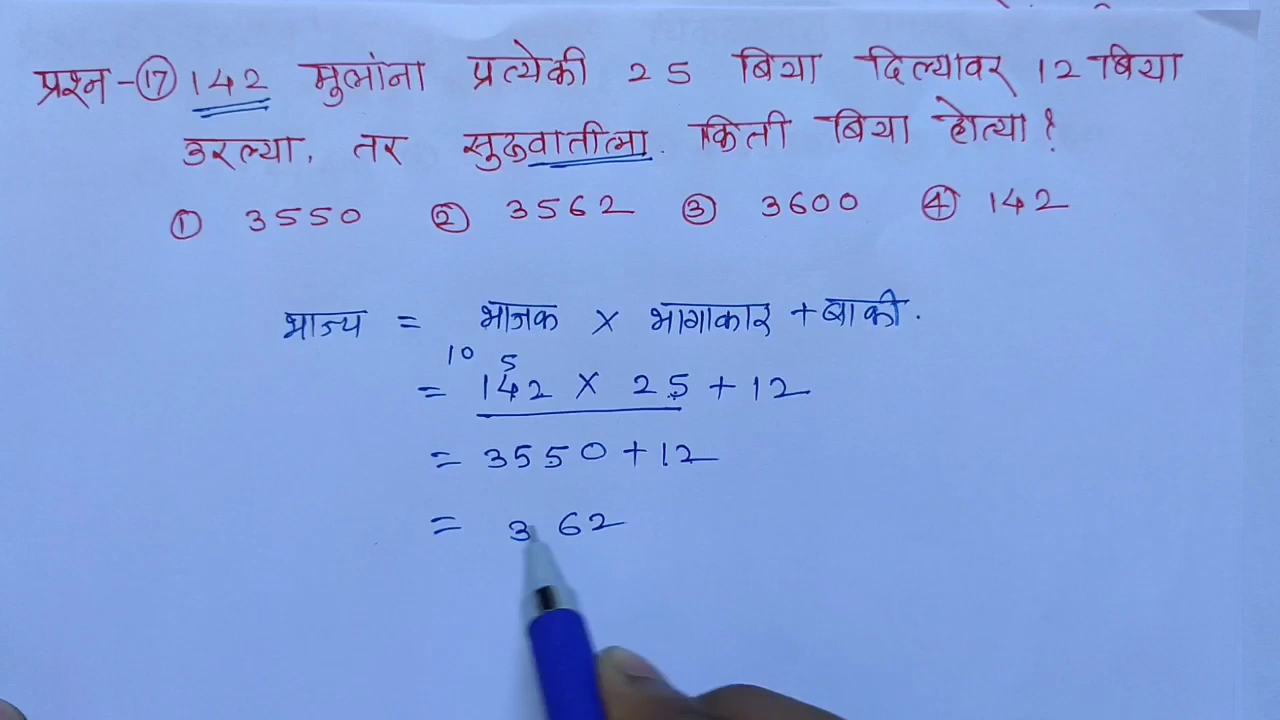 प्रश्न-⑰ 142 मुलांना प्रत्येकी 25 बिया दिल्यावर 12 बिया
उरल्या. तर सुरुवातीला किती बिया होत्या?
① 3550 ② 3562 ③ 3600 ④ 142
भाज्य = भाजक × भागाकार + बाकी.
10 5
= 142 × 25 + 12
= 3550 + 12
= 3 62